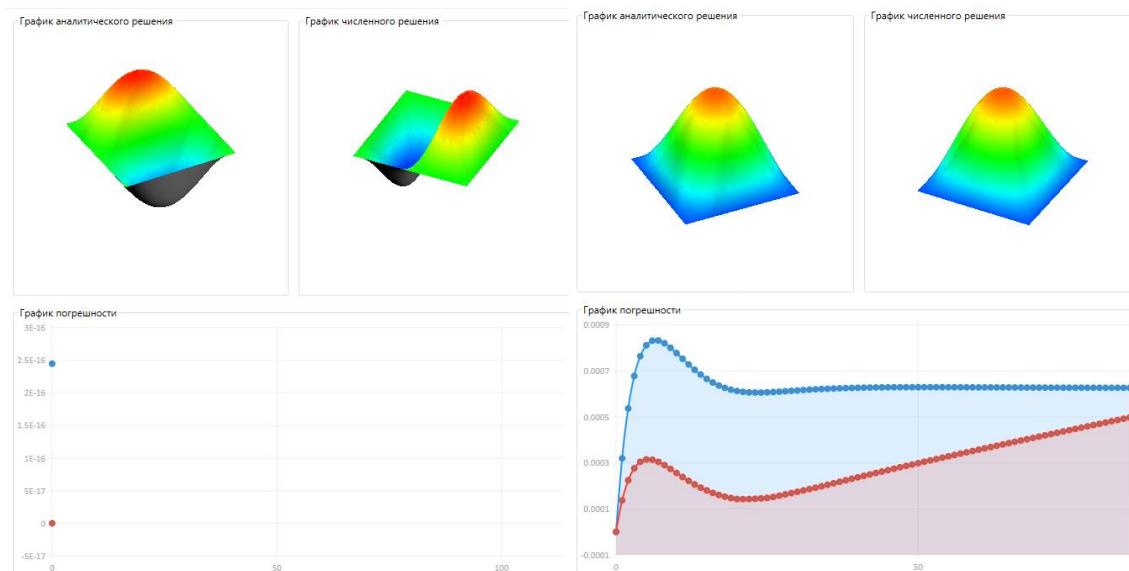 График аналитического решения
График численного решения
График аналитического решения
График численного решения
График погрешности
3E-16
2.5E-16
2E-16
1.5E-16
1E-16
5E-17
0
-5E-17
0
50
100
График погрешности
0.0009
0.0007
0.0005
0.0003
0.0001
-0.0001
0
50